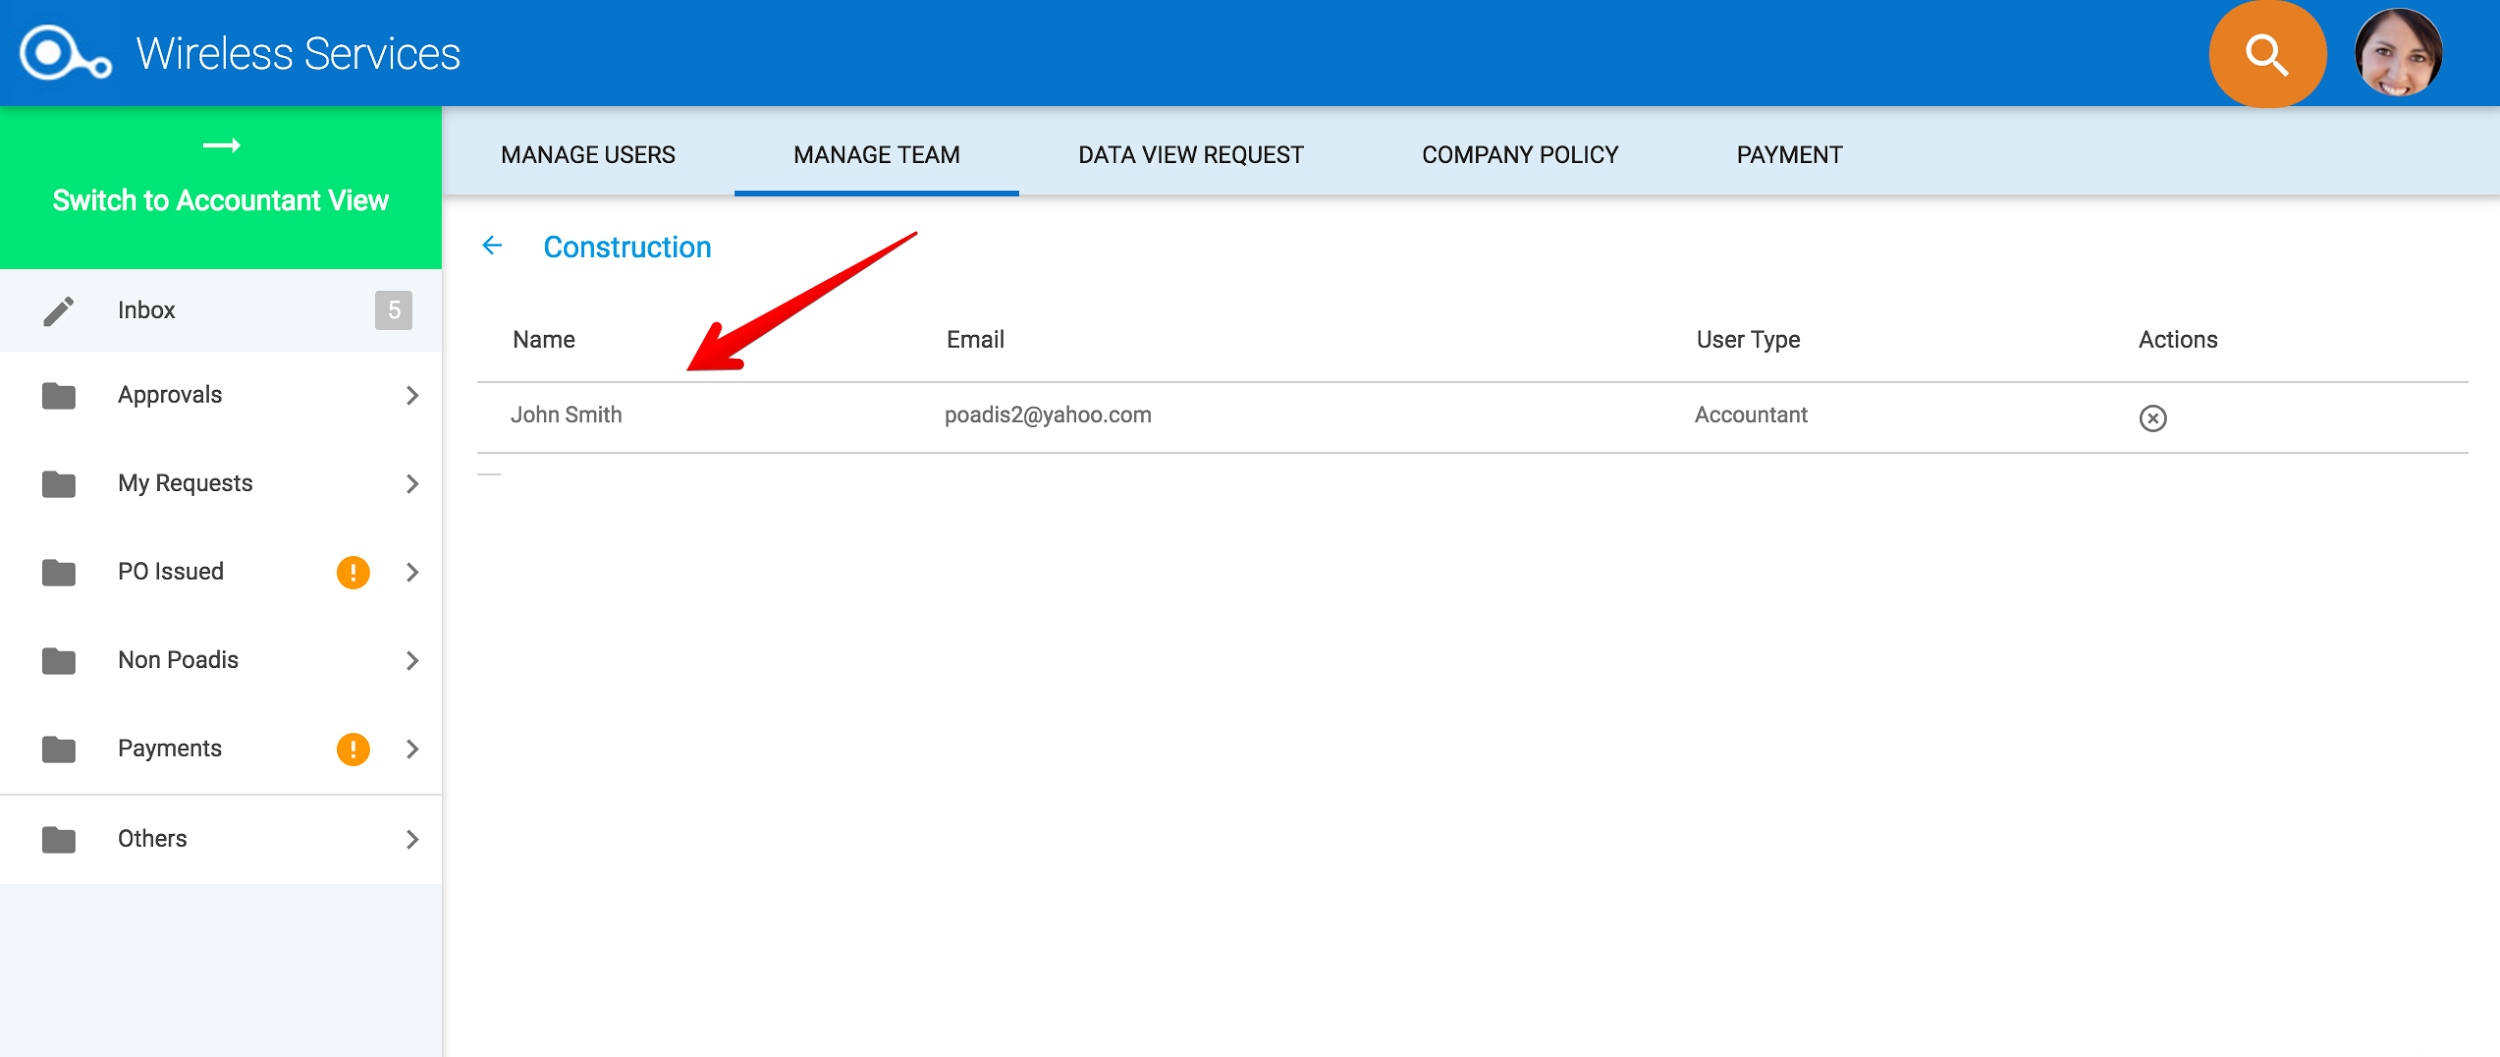 Wireless Services
Switch to Accountant View
MANAGE USERS MANAGE TEAM DATA VIEW REQUEST COMPANY POLICY PAYMENT
Construction
Inbox 5
Name Email User Type Actions
Approvals
John Smith poadis2@yahoo.com Accountant
My Requests
PO Issued
Non Poadis
Payments
Others